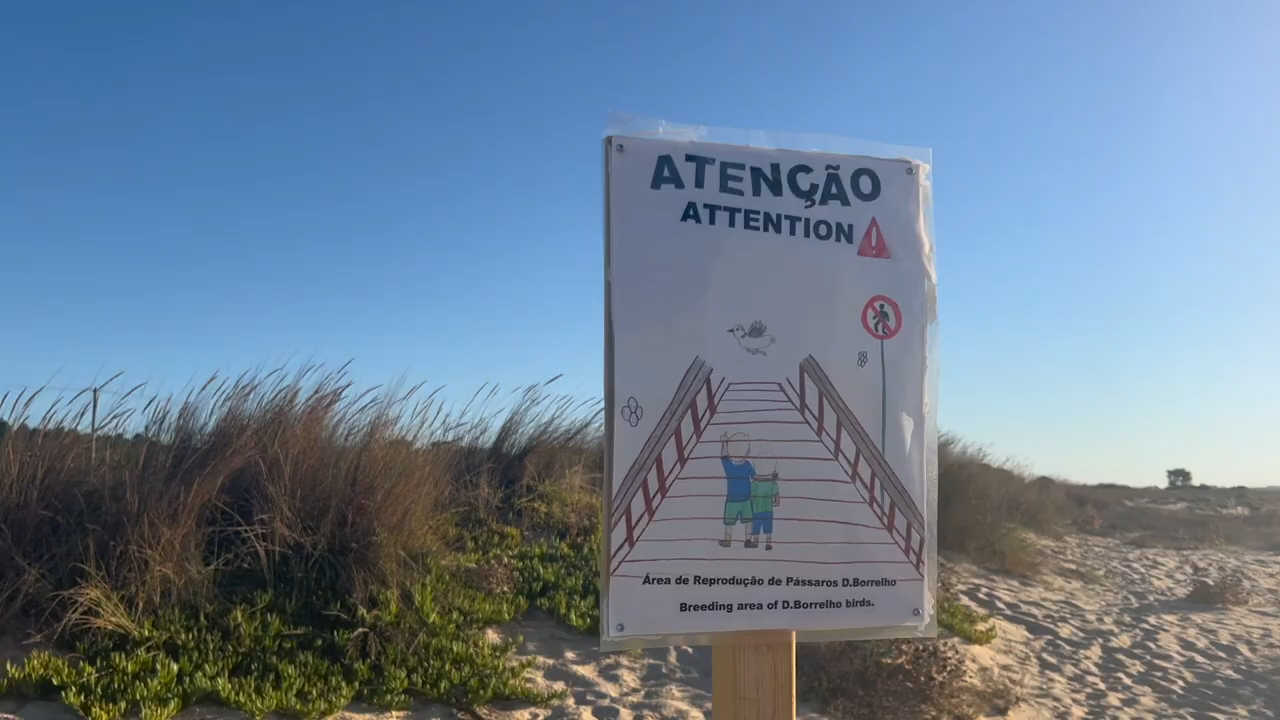 ATENÇÃO
ATTENTION
Área de Reprodução de Pássaros D.Borrelho
Breeding area of D.Borrelho birds.